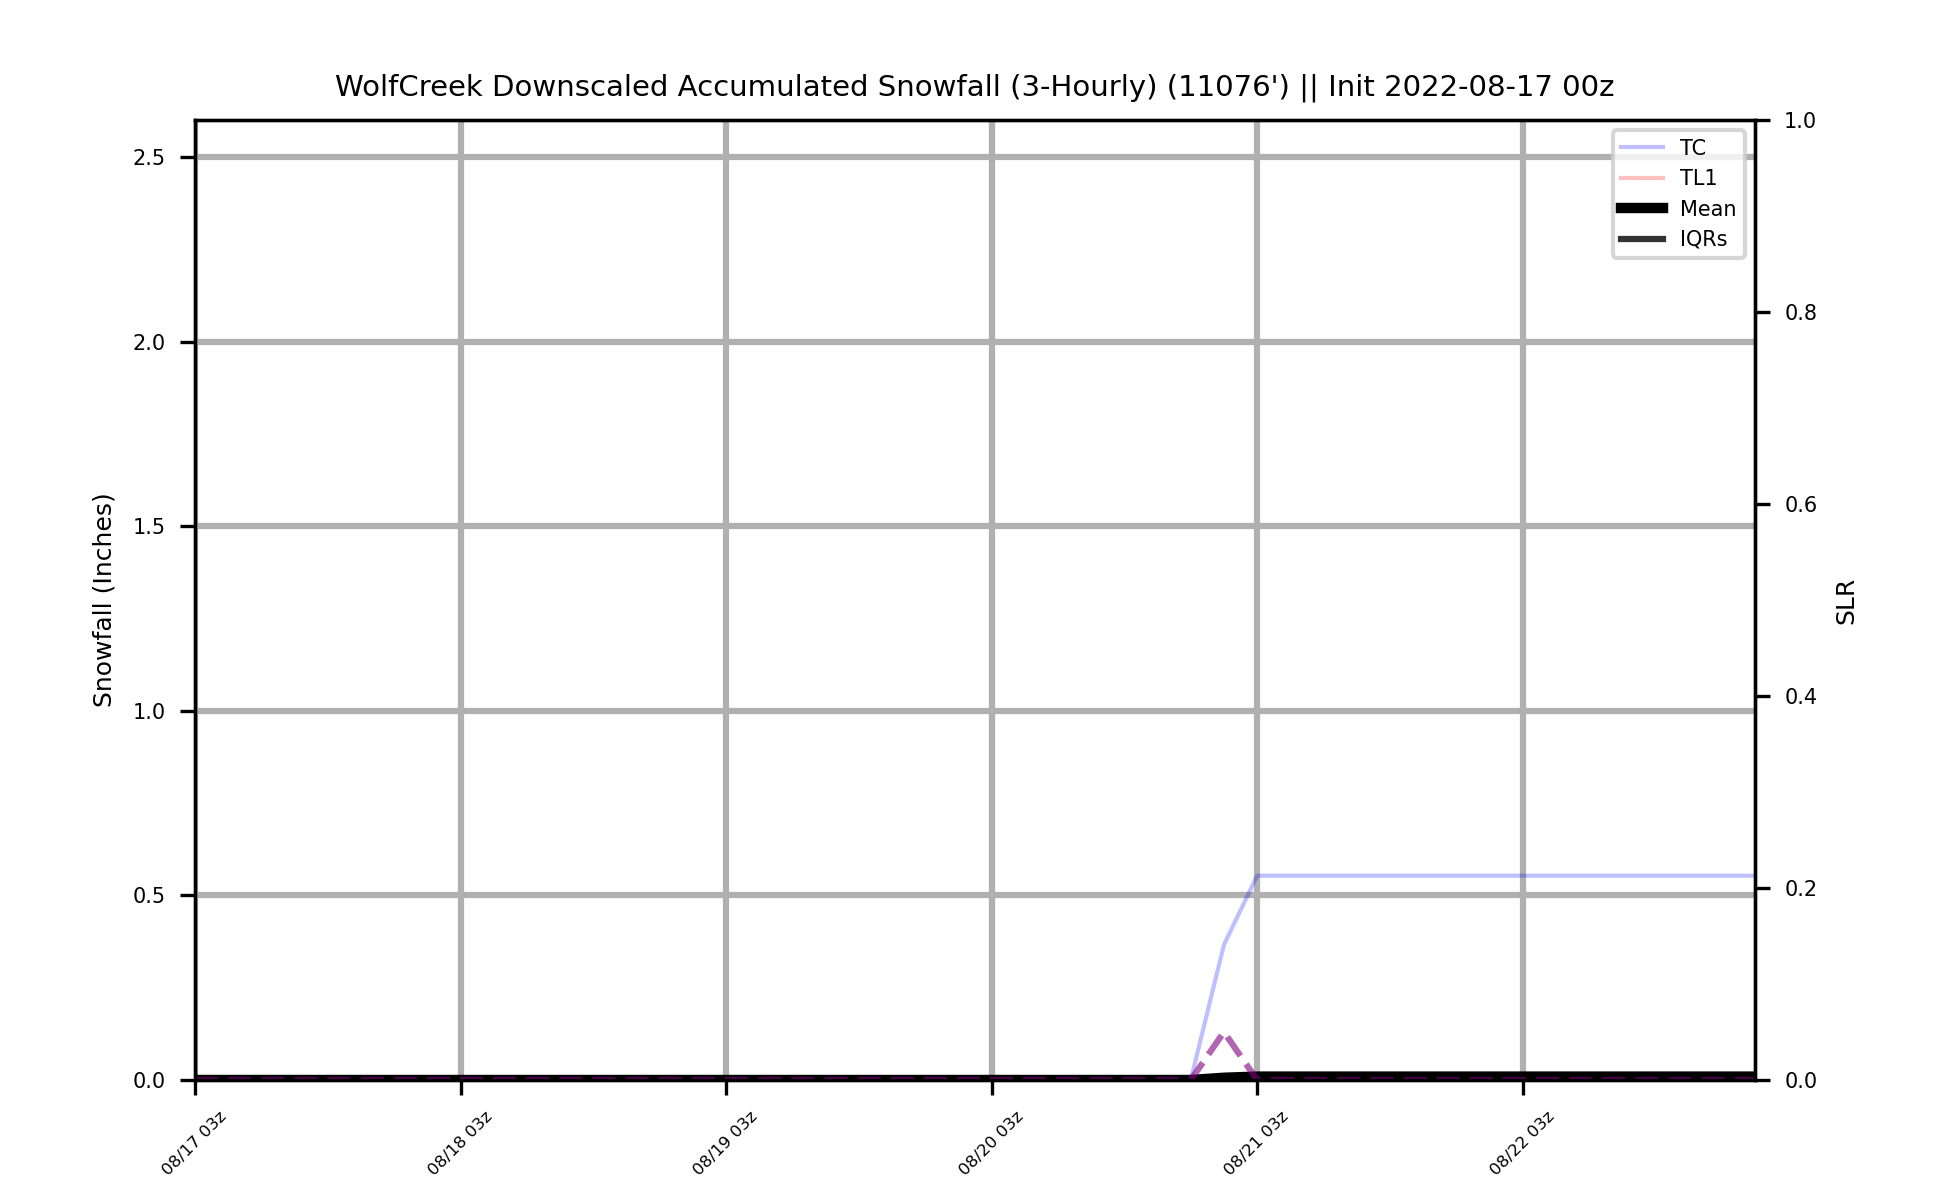 WolfCreek Downscaled Accumulated Snowfall (3-Hourly) (11076') || Init 2022-08-17 00z
TC
TL1
Mean
IQRs
Snowfall (Inches)
2.5
2.0
1.5
1.0
0.5
0.0
1.0
0.8
0.6
0.4
0.2
0.0
SLR
08/17 03z
08/18 03z
08/19 03z
08/20 03z
08/21 03z
08/22 03z